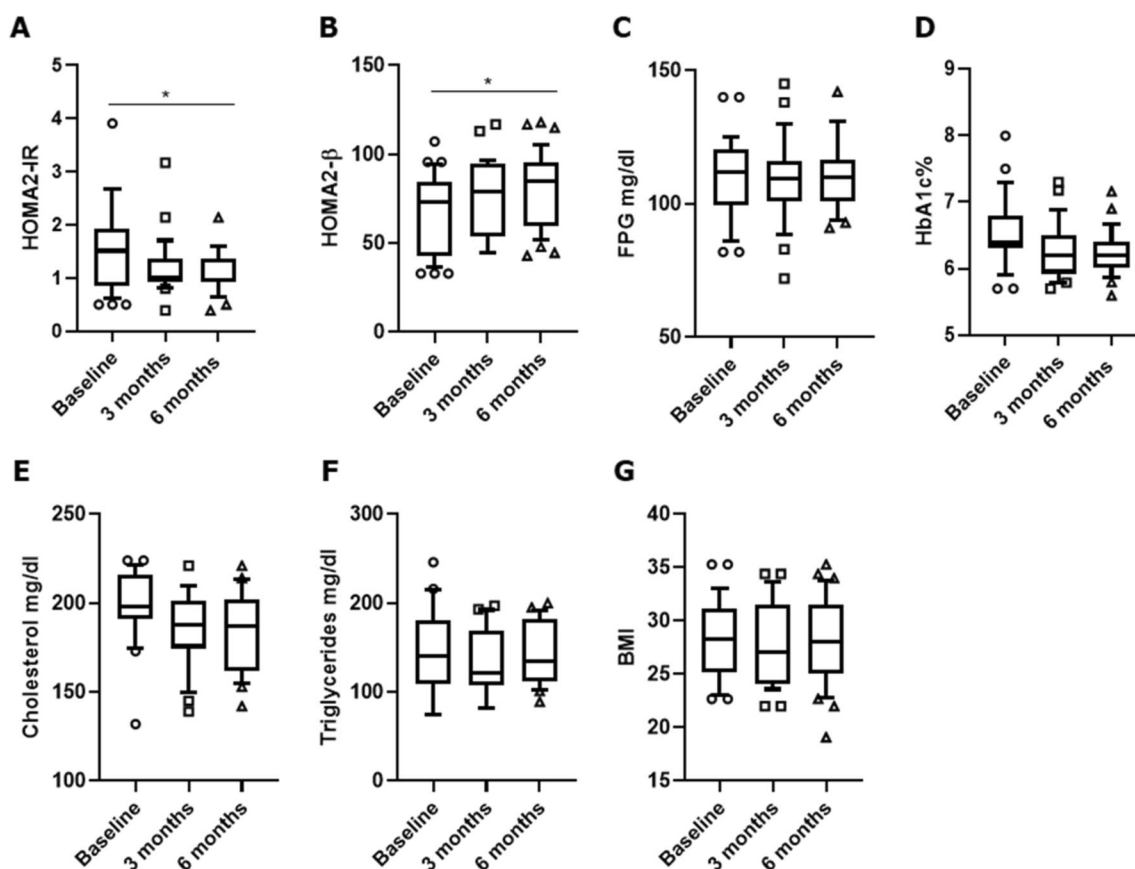 A
HOMA2-IR
5
4
3
2
1
0
*
Baseline
3 months
6 months
B
HOMA2-β
150
100
50
0
*
Baseline
3 months
6 months
C
FPG mg/dl
150
100
50
Baseline
3 months
6 months
D
HbA1c%
9
8
7
6
5
Baseline
3 months
6 months
E
Cholesterol mg/dl
250
200
150
100
Baseline
3 months
6 months
F
Triglycerides mg/dl
300
200
100
0
Baseline
3 months
6 months
G
BMI
40
35
30
25
20
15
Baseline
3 months
6 months